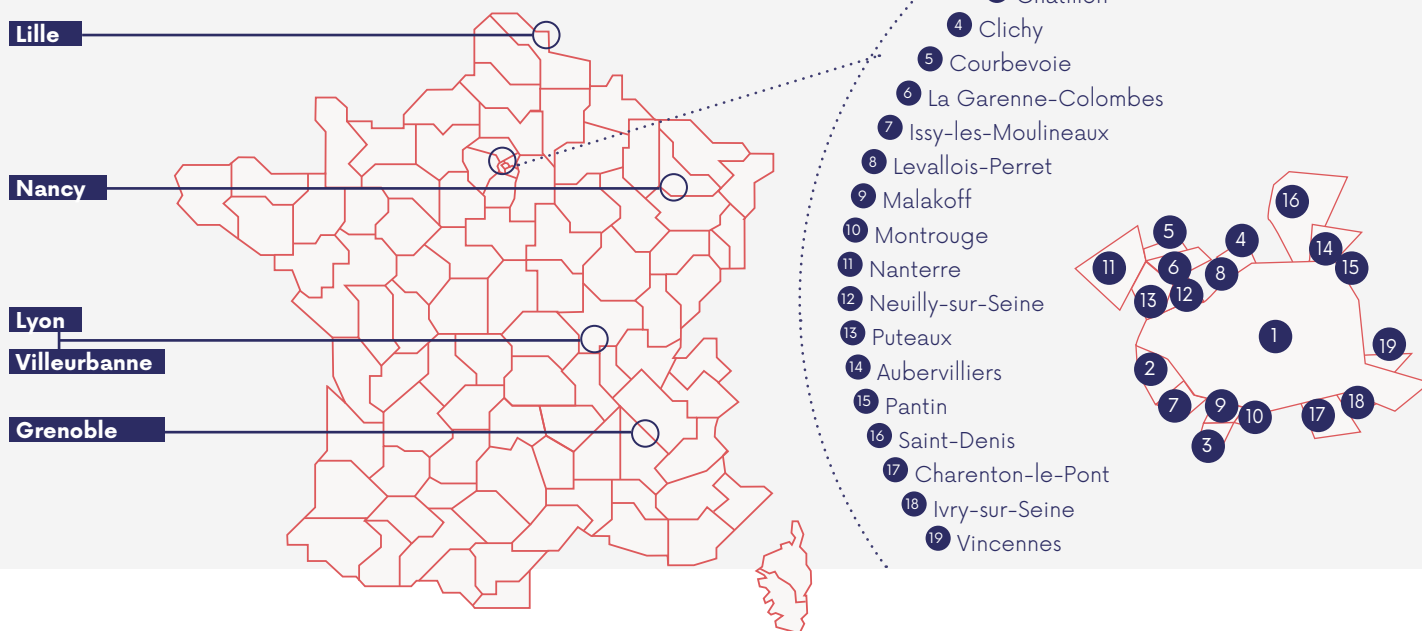 Lille
Nancy
Lyon
Villeurbanne
Grenoble
4 Clichy
5 Courbevoie
6 La Garenne-Colombes
7 Issy-les-Moulineaux
8 Levallois-Perret
9 Malakoff
10 Montrouge
11 Nanterre
12 Neuilly-sur-Seine
13 Puteaux
14 Aubervilliers
15 Pantin
16 Saint-Denis
17 Charenton-le-Pont
18 Ivry-sur-Seine
19 Vincennes
16
5
4
14
11
6
8
15
13
12
1
19
2
7
9
10
17
18
3